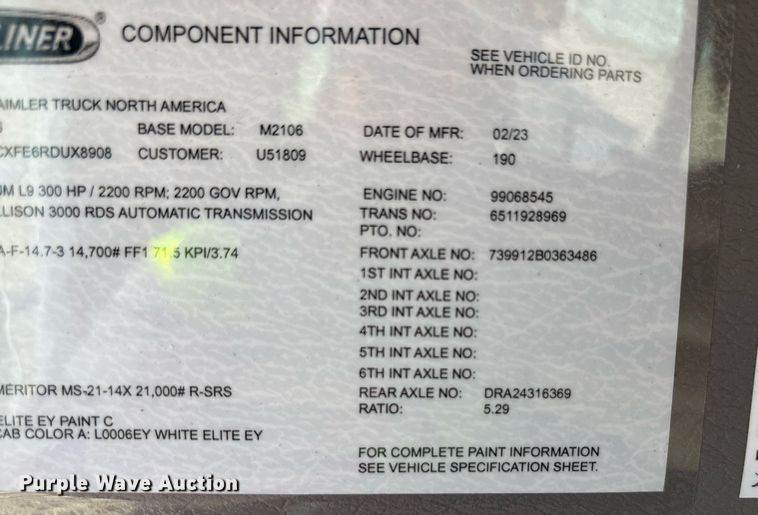 LINER® COMPONENT INFORMATION
SEE VEHICLE ID NO.
WHEN ORDERING PARTS
AIMLER TRUCK NORTH AMERICA
BASE MODEL: M2106 DATE OF MFR: 02/23
CXFE6RDUX8908 CUSTOMER: U51809 WHEELBASE: 190
UM L9 300 HP / 2200 RPM; 2200 GOV RPM, ENGINE NO: 99068545
LLISON 3000 RDS AUTOMATIC TRANSMISSION TRANS NO: 6511928969
PTO. NO:
A-F-14.7-3 14,700# FF1 71.5 KPI/3.74 FRONT AXLE NO: 739912B0363486
1ST INT AXLE NO:
2ND INT AXLE NO:
3RD INT AXLE NO:
4TH INT AXLE NO:
5TH INT AXLE NO:
6TH INT AXLE NO:
MERITOR MS-21-14X 21,000# R-SRS REAR AXLE NO: DRA24316369
RATIO: 5.29
ELITE EY PAINT C
CAB COLOR A: L0006EY WHITE ELITE EY
FOR COMPLETE PAINT INFORMATION
SEE VEHICLE SPECIFICATION SHEET.
Purple Wave Auction